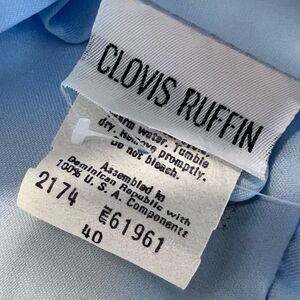 CLOVIS RUFFIN
warm water. Tumble
dry. Remove promptly.
Do not bleach.
Assembled in
Dominican Republic with
100% U.S.A. Components
2174
61961
40